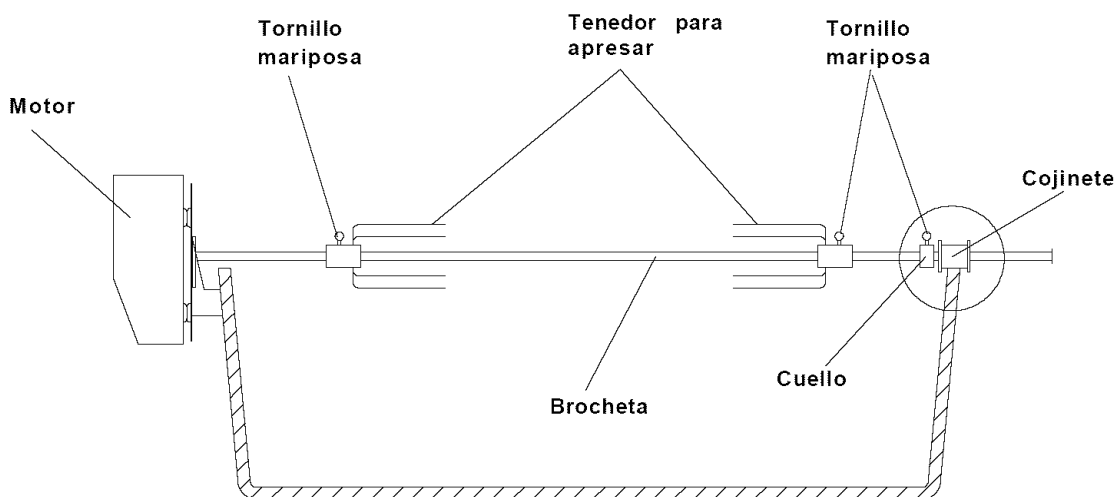 Tornillo
mariposa
Tenedor para
apresar
Tornillo
mariposa
Motor
Cojinete
Cuello
Brocheta